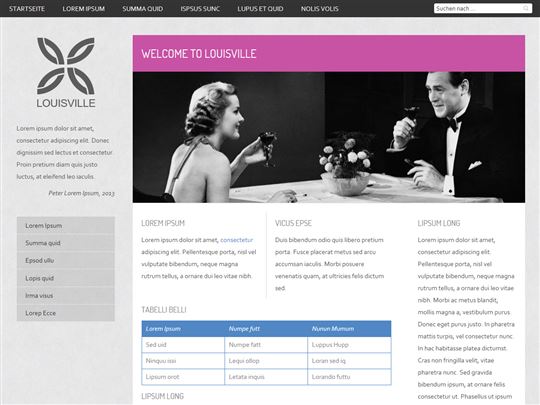 STARTSEITE LOREM IPSUM SUMMA QUID ISPSUS SUNC LUPUS ET QUID NOLIS VOLIS
Suchen nach ...
LOUISVILLE
Lorem ipsum dolor sit amet,
consectetur adipiscing elit. Donec
dignissim sed lectus et consectetur.
Proin pretium diam quis justo
luctus, at eleifend leo iaculis.
Peter Lorem Ipsum, 2013
Lorem Ipsum
Summa quid
Epsod ullu
Lopis quid
Irma visus
Lorep Ecce
WELCOME TO LOUISVILLE
LOREM IPSUM
Lorem ipsum dolor sit amet, consectetur
adipiscing elit. Pellentesque porta, nisl vel
vulputate bibendum, neque magna
rutrum tellus, a ornare dui leo vitae nibh.
VICUS EPSE
Duis bibendum odio quis libero pretium
porta. Fusce placerat metus sed arcu
accumsan iaculis. Morbi posuere
venenatis quam, at ultricies felis dictum
sed.
TABELLI BELLI
Lorem Ipsum Numpe futt Nunun Mumum
Sed uid Numpe fatt Luppus Hupp
Ninquu issi Lequi ollop Loran sed iq
Lipsum orot Letata inquis Lorando futtu
LIPSUM LONG
LIPSUM LONG
Lorem ipsum dolor sit amet,
consectetur adipiscing elit.
Pellentesque porta, nisl vel
vulputate bibendum, neque
magna rutrum tellus, a
ornare dui leo vitae nibh.
Morbi ac metus blandit,
mollis magna a, vestibulum purus.
Donec eget purus justo. In
pharetra mattis turpis, in
tincidunt massa rutrum nunc.
In hac habitasse platea dictumst.
Cras non fringilla velit, vitae
pharetra nunc. Sed gravida
bibendum ipsum, at ornare felis
ornare ut. Phasellus ut ipsum